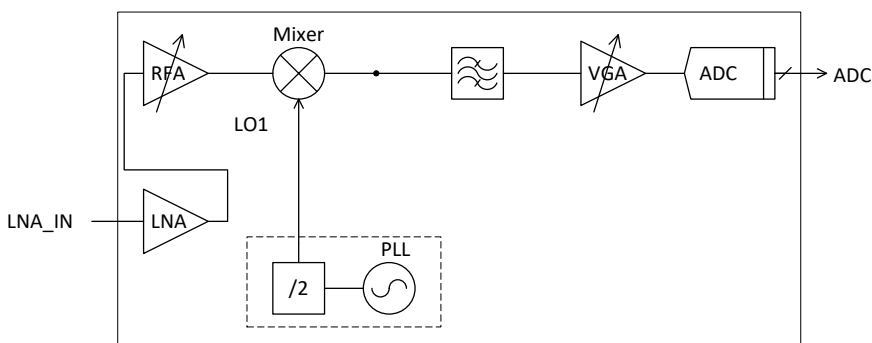 Mixer
RFA
VGA
ADC
ADC
LO1
LNA_IN
LNA
PLL
/2